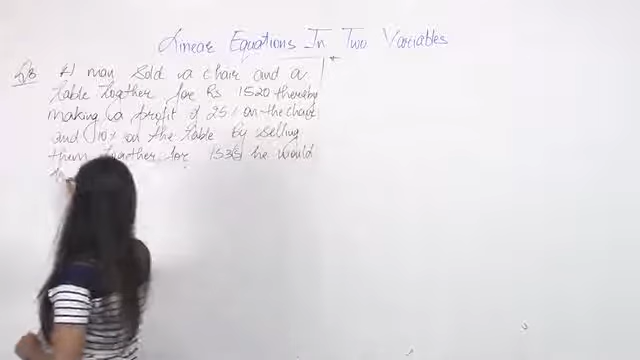 Linear Equations In Two Variables
Q3 A man sold a chair and a
table together for Rs 1520 thereby
making a profit of 25% on the chair
and 10% on the table by selling
them together for 1535 he would